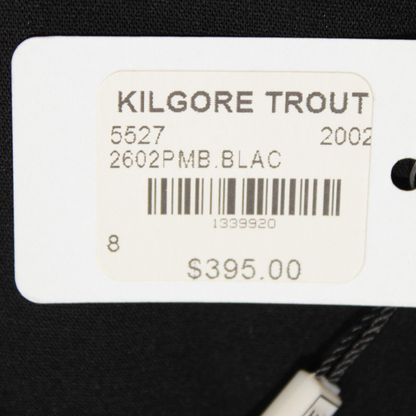 KILGORE TROUT
5527 2002
2602PMB.BLAC
1339920
8
$395.00